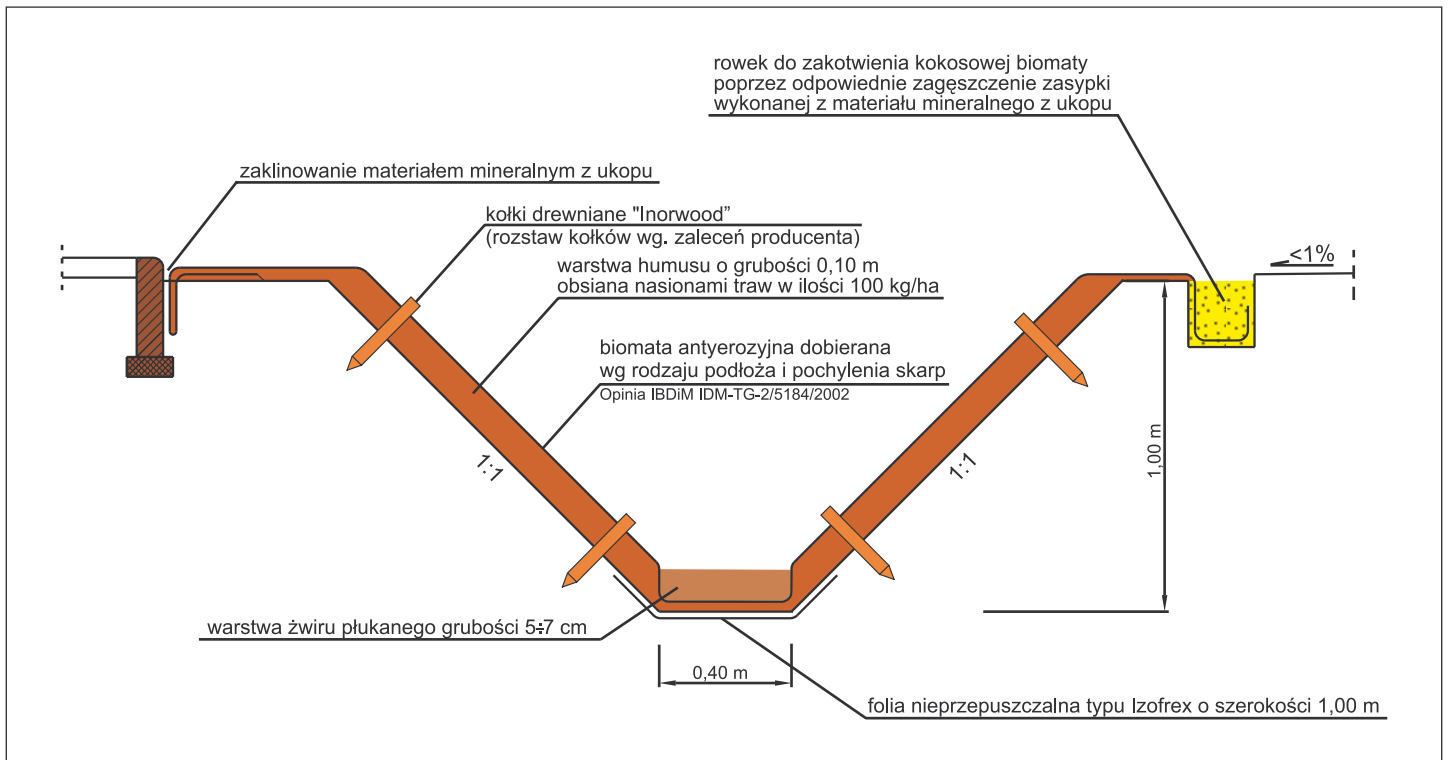 rowek do zakotwienia kokosowej biomaty
poprzez odpowiednie zagęszczenie zasypki
wykonanej z materiału mineralnego z ukopu
zaklinowanie materiałem mineralnym z ukopu
kołki drewniane "Inorwood”
(rozstaw kołków wg. zaleceń producenta)
<1%
warstwa humusu o grubości 0,10 m
obsiana nasionami traw w ilości 100 kg/ha
biomata antyerozyjna dobierana
wg rodzaju podłoża i pochylenia skarp
Opinia IBDiM IDM-TG-2/5184/2002
1:1
1:1
1,00 m
warstwa żwiru płukanego grubości 5÷7 cm
0,40 m
folia nieprzepuszczalna typu Izofrex o szerokości 1,00 m